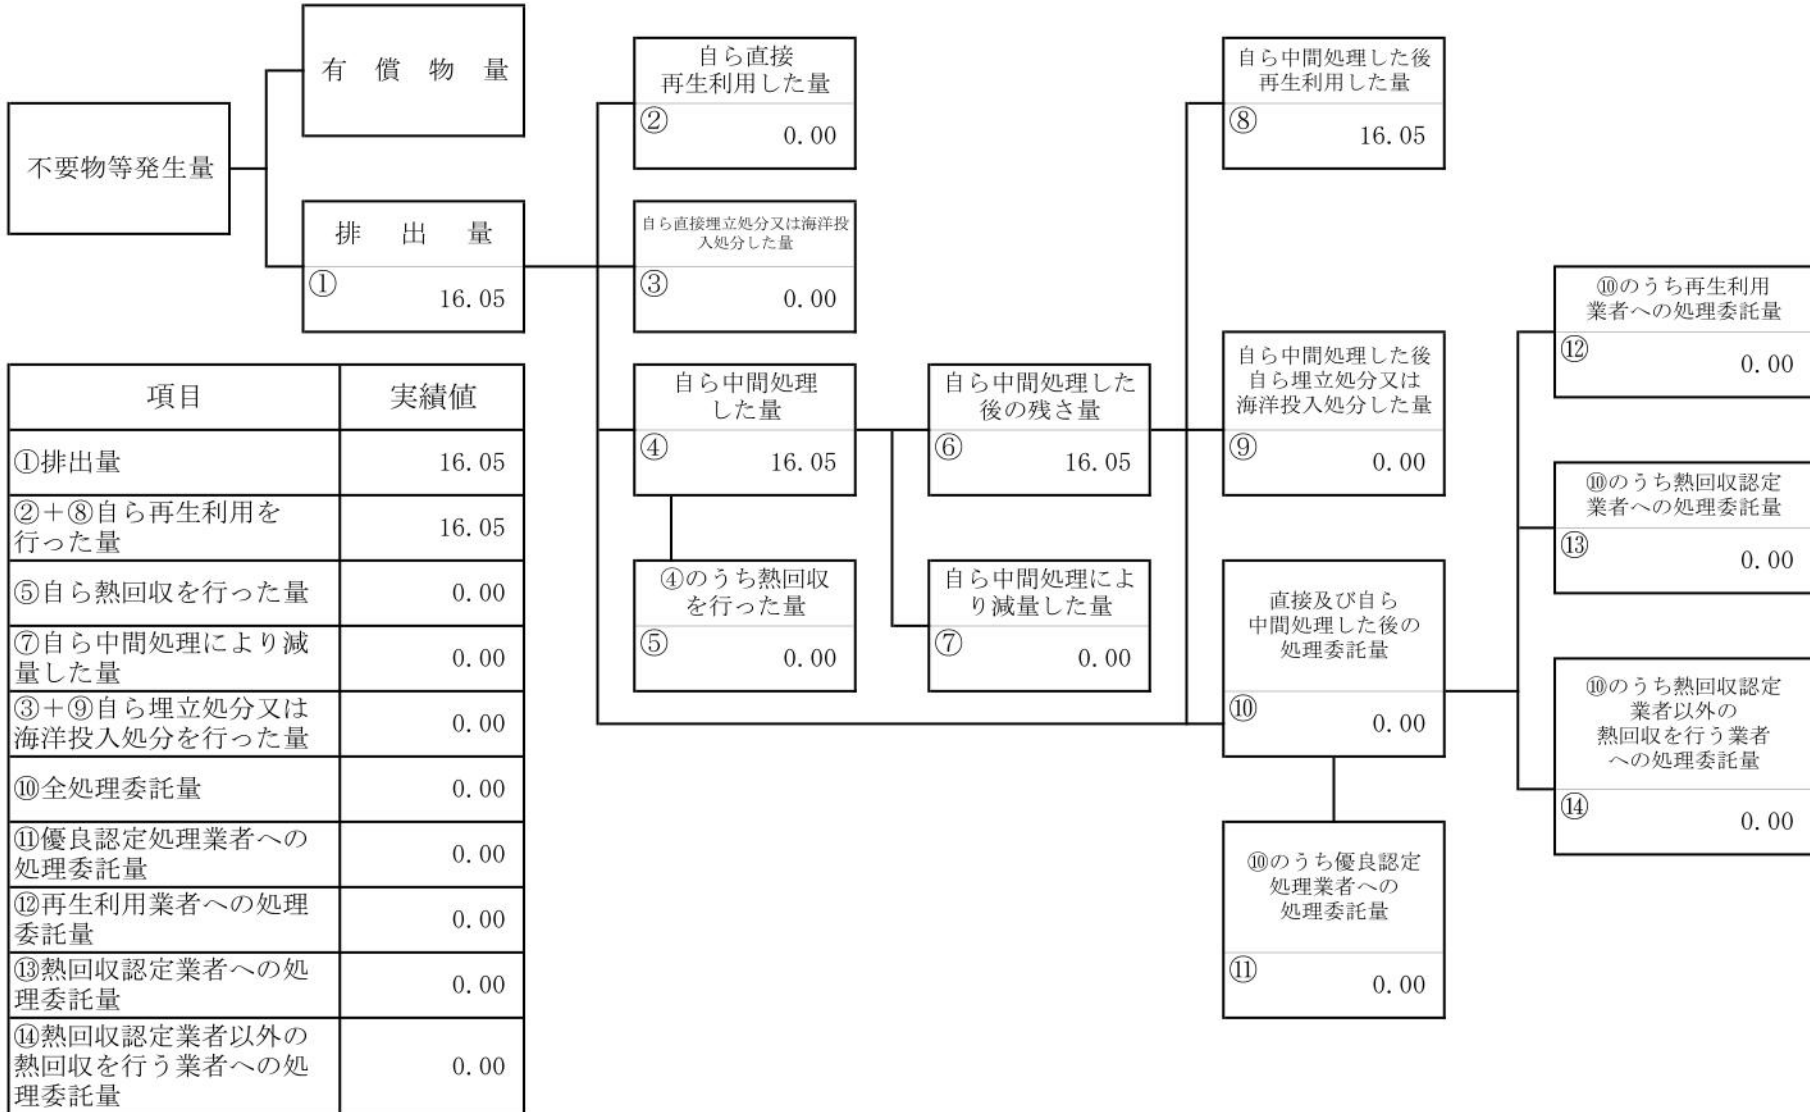 不要物等発生量
有 償 物 量
排 出 量
①
16.05
自ら直接
再生利用した量
②
0.00
自ら直接埋立処分又は海洋投
入処分した量
③
0.00
自ら中間処理
した量
④
16.05
④のうち熱回収
を行った量
⑤
0.00
自ら中間処理した
後の残さ量
⑥
16.05
自ら中間処理によ
り減量した量
⑦
0.00
自ら中間処理した後
再生利用した量
⑧
16.05
自ら中間処理した後
自ら埋立処分又は
海洋投入処分した量
⑨
0.00
直接及び自ら
中間処理した後の
処理委託量
⑩
0.00
⑩のうち優良認定
処理業者への
処理委託量
⑪
0.00
⑩のうち再生利用
業者への処理委託量
⑫
0.00
⑩のうち熱回収認定
業者への処理委託量
⑬
0.00
⑩のうち熱回収認定
業者以外の
熱回収を行う業者
への処理委託量
⑭
0.00
項目 実績値
①排出量 16.05
②＋⑧自ら再生利用を
行った量 16.05
⑤自ら熱回収を行った量 0.00
⑦自ら中間処理により減
量した量 0.00
③＋⑨自ら埋立処分又は
海洋投入処分を行った量 0.00
⑩全処理委託量 0.00
⑪優良認定処理業者への
処理委託量 0.00
⑫再生利用業者への処理
委託量 0.00
⑬熱回収認定業者への処
理委託量 0.00
⑭熱回収認定業者以外の
熱回収を行う業者への処
理委託量 0.00